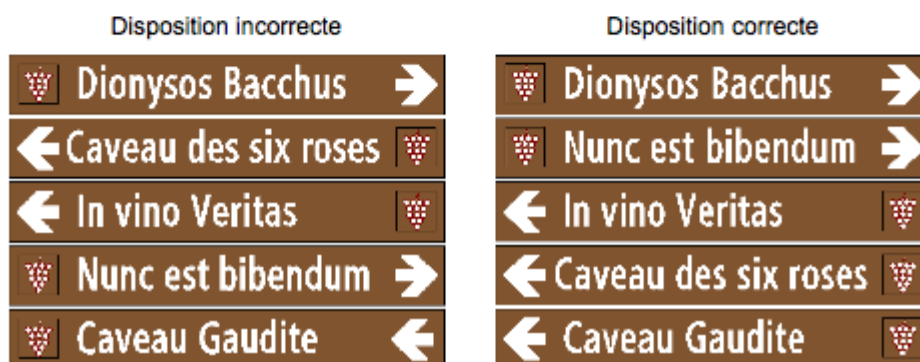 Disposition incorrecte
Dionysos Bacchus
Caveau des six roses
In vino Veritas
Nunc est bibendum
Caveau Gaudite
Disposition correcte
Dionysos Bacchus
Nunc est bibendum
In vino Veritas
Caveau des six roses
Caveau Gaudite